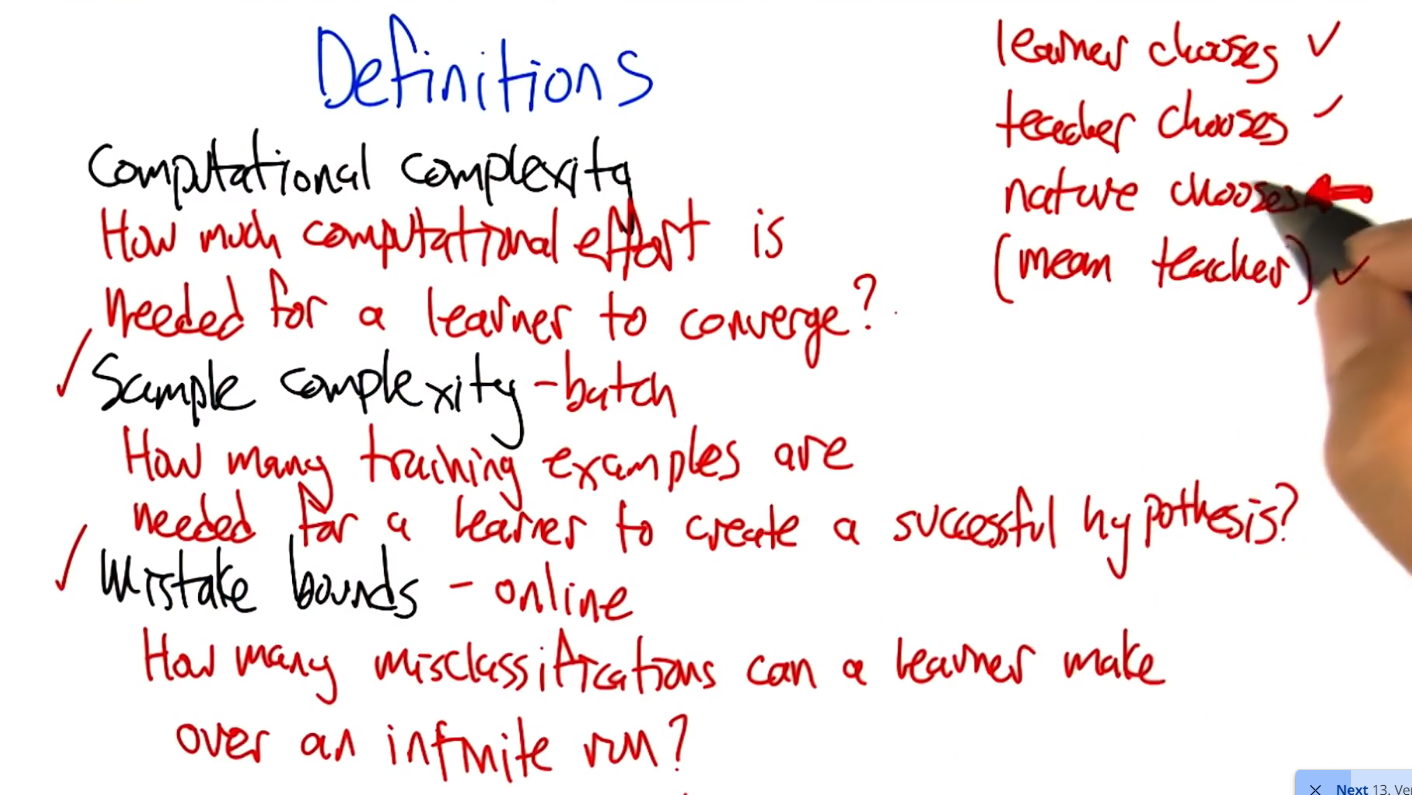 Definitions
Computational complexity
How much computational effort is
needed for a learner to converge?
Sample complexity - batch
How many training examples are
needed for a learner to create a successful hypothesis?
Mistake bounds - online
How many misclassifications can a learner make
over an infinite run?
learner chooses ✓
teacher chooses ✓
nature chooses
(mean teacher) ✓
Next 13. Ve